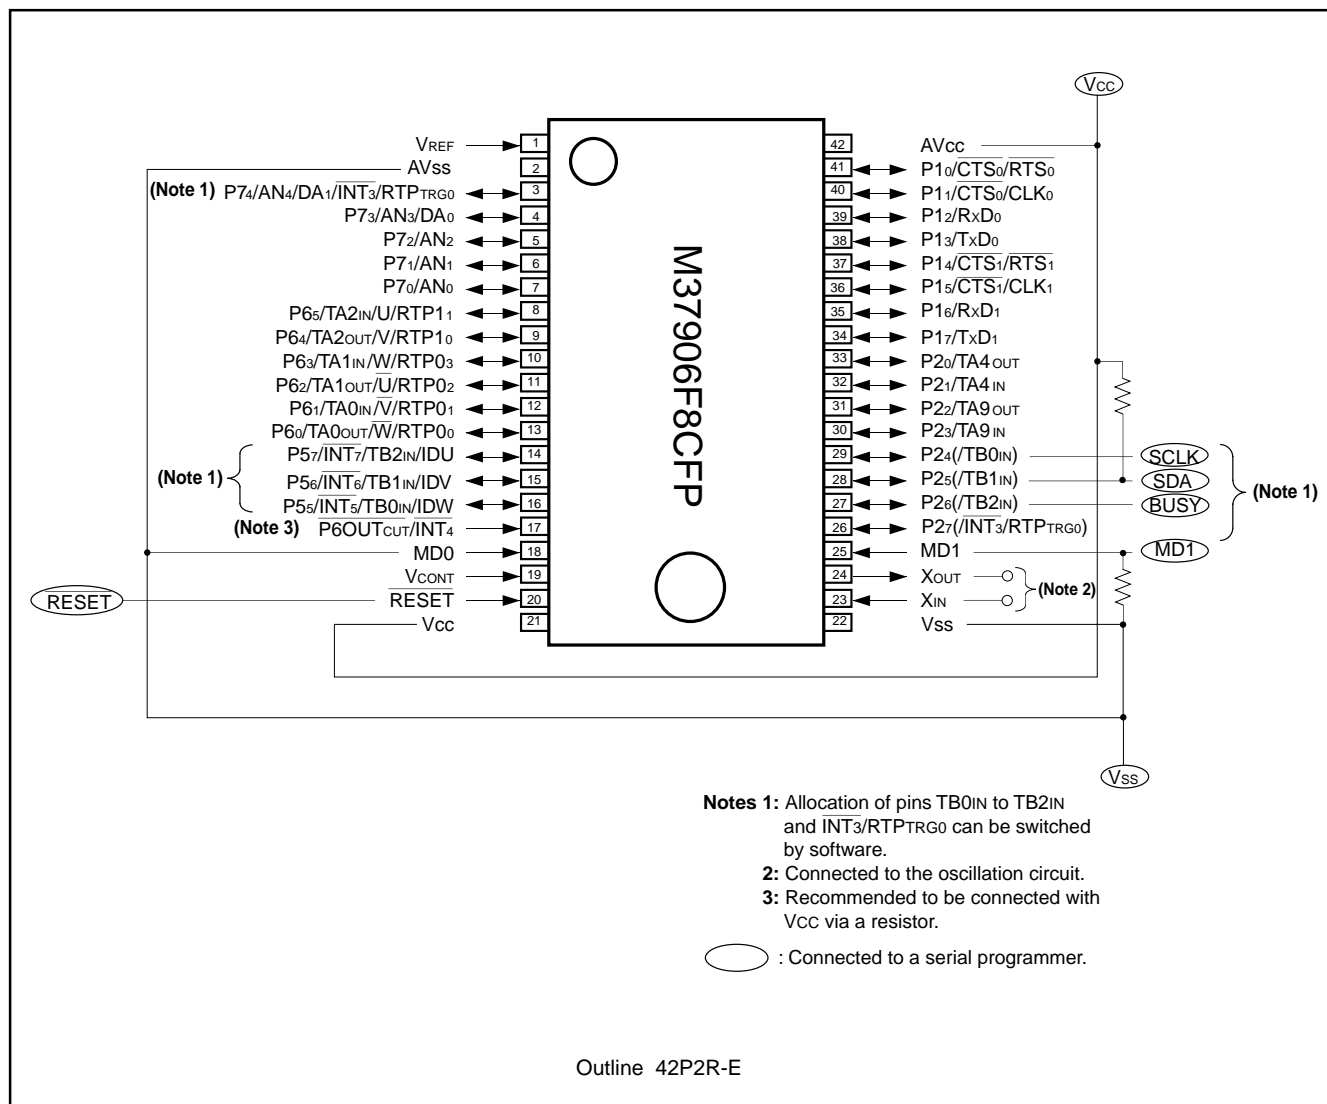 VCC
VREF 1
AVSS 2
(Note 1) P74/AN4/DA1/INT3/RTPTRG0 3
P73/AN3/DA0 4
P72/AN2 5
P71/AN1 6
P70/AN0 7
P65/TA2IN/U/RTP11 8
P64/TA2OUT/V/RTP10 9
P63/TA1IN/W/RTP03 10
P62/TA1OUT/U̅/RTP02 11
P61/TA0IN/V̅/RTP01 12
P60/TA0OUT/W̅/RTP00 13
P57/INT7/TB2IN/IDU 14
(Note 1) P56/INT6/TB1IN/IDV 15
P55/INT5/TB0IN/IDW 16
(Note 3) P6OUTCUT/INT4 17
MD0 18
VCONT 19
RESET RESET 20
Vcc 21
M37906F8CFP
42 AVcc
41 P10/CTS0/RTS0
40 P11/CTS0/CLK0
39 P12/RXD0
38 P13/TXD0
37 P14/CTS1/RTS1
36 P15/CTS1/CLK1
35 P16/RXD1
34 P17/TXD1
33 P20/TA4OUT
32 P21/TA4IN
31 P22/TA9OUT
30 P23/TA9IN
29 P24(/TB0IN) SCLK
28 P25(/TB1IN) SDA
27 P26(/TB2IN) BUSY
(Note 1)
26 P27(/INT3/RTPTRG0)
25 MD1 MD1
24 XOUT
(Note 2)
23 XIN
22 Vss
VSS
Notes 1: Allocation of pins TB0IN to TB2IN
and INT3/RTPTRG0 can be switched
by software.
2: Connected to the oscillation circuit.
3: Recommended to be connected with
VCC via a resistor.
: Connected to a serial programmer.
Outline 42P2R-E